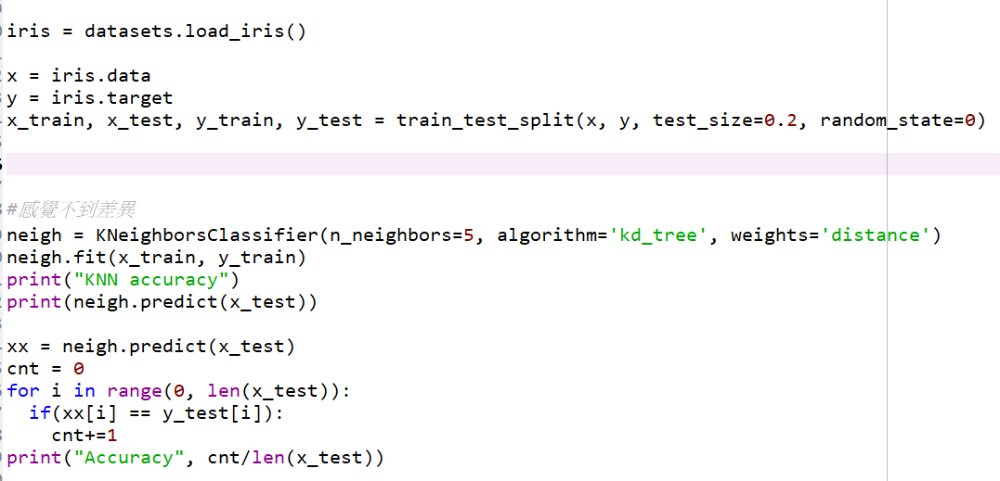 iris = datasets.load_iris()
x = iris.data
y = iris.target
x_train, x_test, y_train, y_test = train_test_split(x, y, test_size=0.2, random_state=0)
#感覺不到差異
neigh = KNeighborsClassifier(n_neighbors=5, algorithm='kd_tree', weights='distance')
neigh.fit(x_train, y_train)
print("KNN accuracy")
print(neigh.predict(x_test))
xx = neigh.predict(x_test)
cnt = 0
for i in range(0, len(x_test)):
  if(xx[i] == y_test[i]):
    cnt+=1
print("Accuracy", cnt/len(x_test))